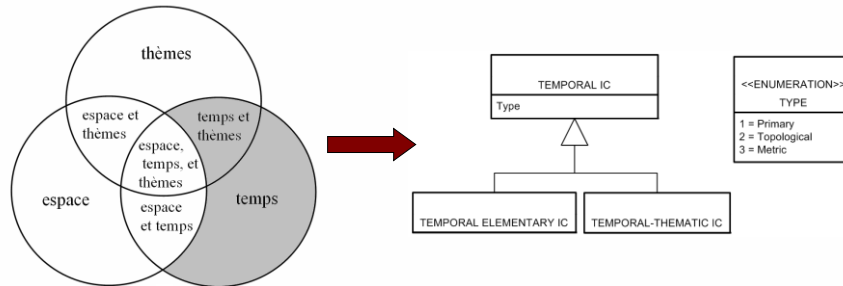 thèmes
espace et
thèmes
temps et
thèmes
espace,
temps, et
thèmes
espace
temps
espace
et temps
TEMPORAL IC
Type
TEMPORAL ELEMENTARY IC
TEMPORAL-THEMATIC IC
<<ENUMERATION>>
TYPE
1 = Primary
2 = Topological
3 = Metric